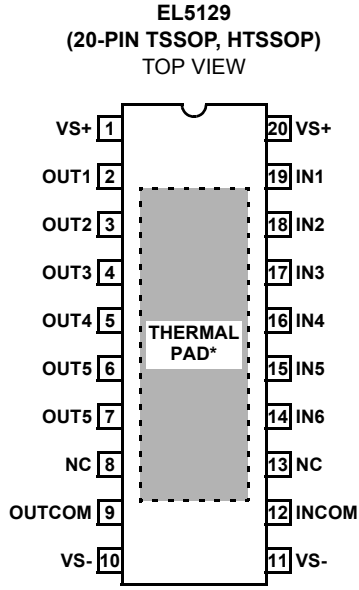 EL5129
(20-PIN TSSOP, HTSSOP)
TOP VIEW
VS+ 1 20 VS+
OUT1 2 19 IN1
OUT2 3 18 IN2
OUT3 4 17 IN3
OUT4 5 16 IN4
THERMAL
PAD*
OUT5 6 15 IN5
OUT5 7 14 IN6
NC 8 13 NC
OUTCOM 9 12 INCOM
VS- 10 11 VS-